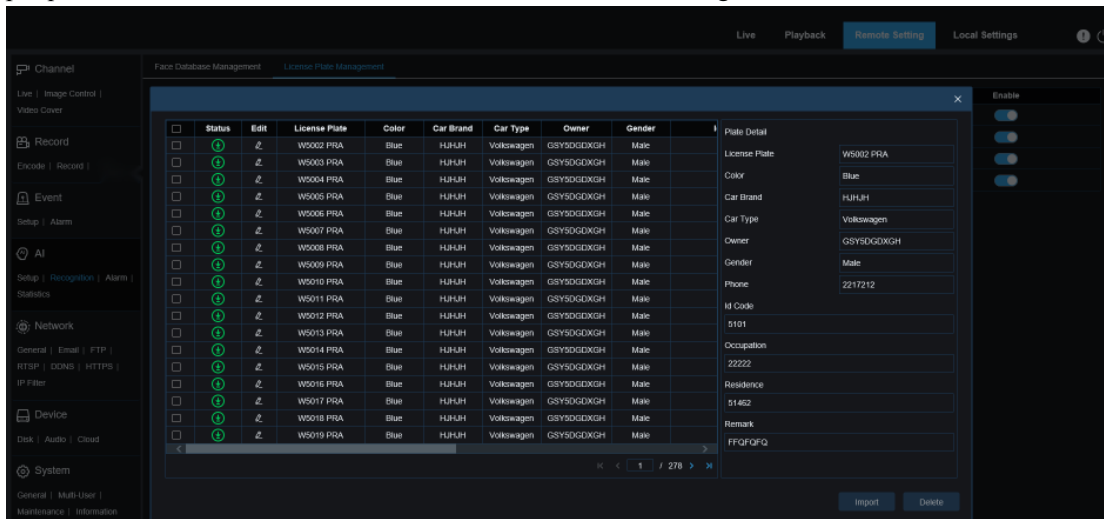 Live Playback Remote Setting Local Settings
Channel
Live | Image Control |
Video Cover
Record
Encode | Record |
Event
Setup | Alarm
AI
Setup | Recognition | Alarm |
Statistics
Network
General | Email | FTP |
RTSP | DDNS | HTTPS |
IP Filter
Device
Disk | Audio | Cloud
System
General | Multi-User |
Maintenance | Information
Face Database Management License Plate Management
Enable
Status Edit License Plate Color Car Brand Car Type Owner Gender
W5002 PRA Blue HJHJH Volkswagen GSY5DGDXGH Male
W5003 PRA Blue HJHJH Volkswagen GSY5DGDXGH Male
W5004 PRA Blue HJHJH Volkswagen GSY5DGDXGH Male
W5005 PRA Blue HJHJH Volkswagen GSY5DGDXGH Male
W5006 PRA Blue HJHJH Volkswagen GSY5DGDXGH Male
W5007 PRA Blue HJHJH Volkswagen GSY5DGDXGH Male
W5008 PRA Blue HJHJH Volkswagen GSY5DGDXGH Male
W5009 PRA Blue HJHJH Volkswagen GSY5DGDXGH Male
W5010 PRA Blue HJHJH Volkswagen GSY5DGDXGH Male
W5011 PRA Blue HJHJH Volkswagen GSY5DGDXGH Male
W5012 PRA Blue HJHJH Volkswagen GSY5DGDXGH Male
W5013 PRA Blue HJHJH Volkswagen GSY5DGDXGH Male
W5014 PRA Blue HJHJH Volkswagen GSY5DGDXGH Male
W5015 PRA Blue HJHJH Volkswagen GSY5DGDXGH Male
W5016 PRA Blue HJHJH Volkswagen GSY5DGDXGH Male
W5017 PRA Blue HJHJH Volkswagen GSY5DGDXGH Male
W5018 PRA Blue HJHJH Volkswagen GSY5DGDXGH Male
W5019 PRA Blue HJHJH Volkswagen GSY5DGDXGH Male
1 / 278
Plate Detail
License Plate W5002 PRA
Color Blue
Car Brand HJHJH
Car Type Volkswagen
Owner GSY5DGDXGH
Gender Male
Phone 2217212
Id Code
5101
Occupation
22222
Residence
51462
Remark
FFQFQFQ
Import Delete